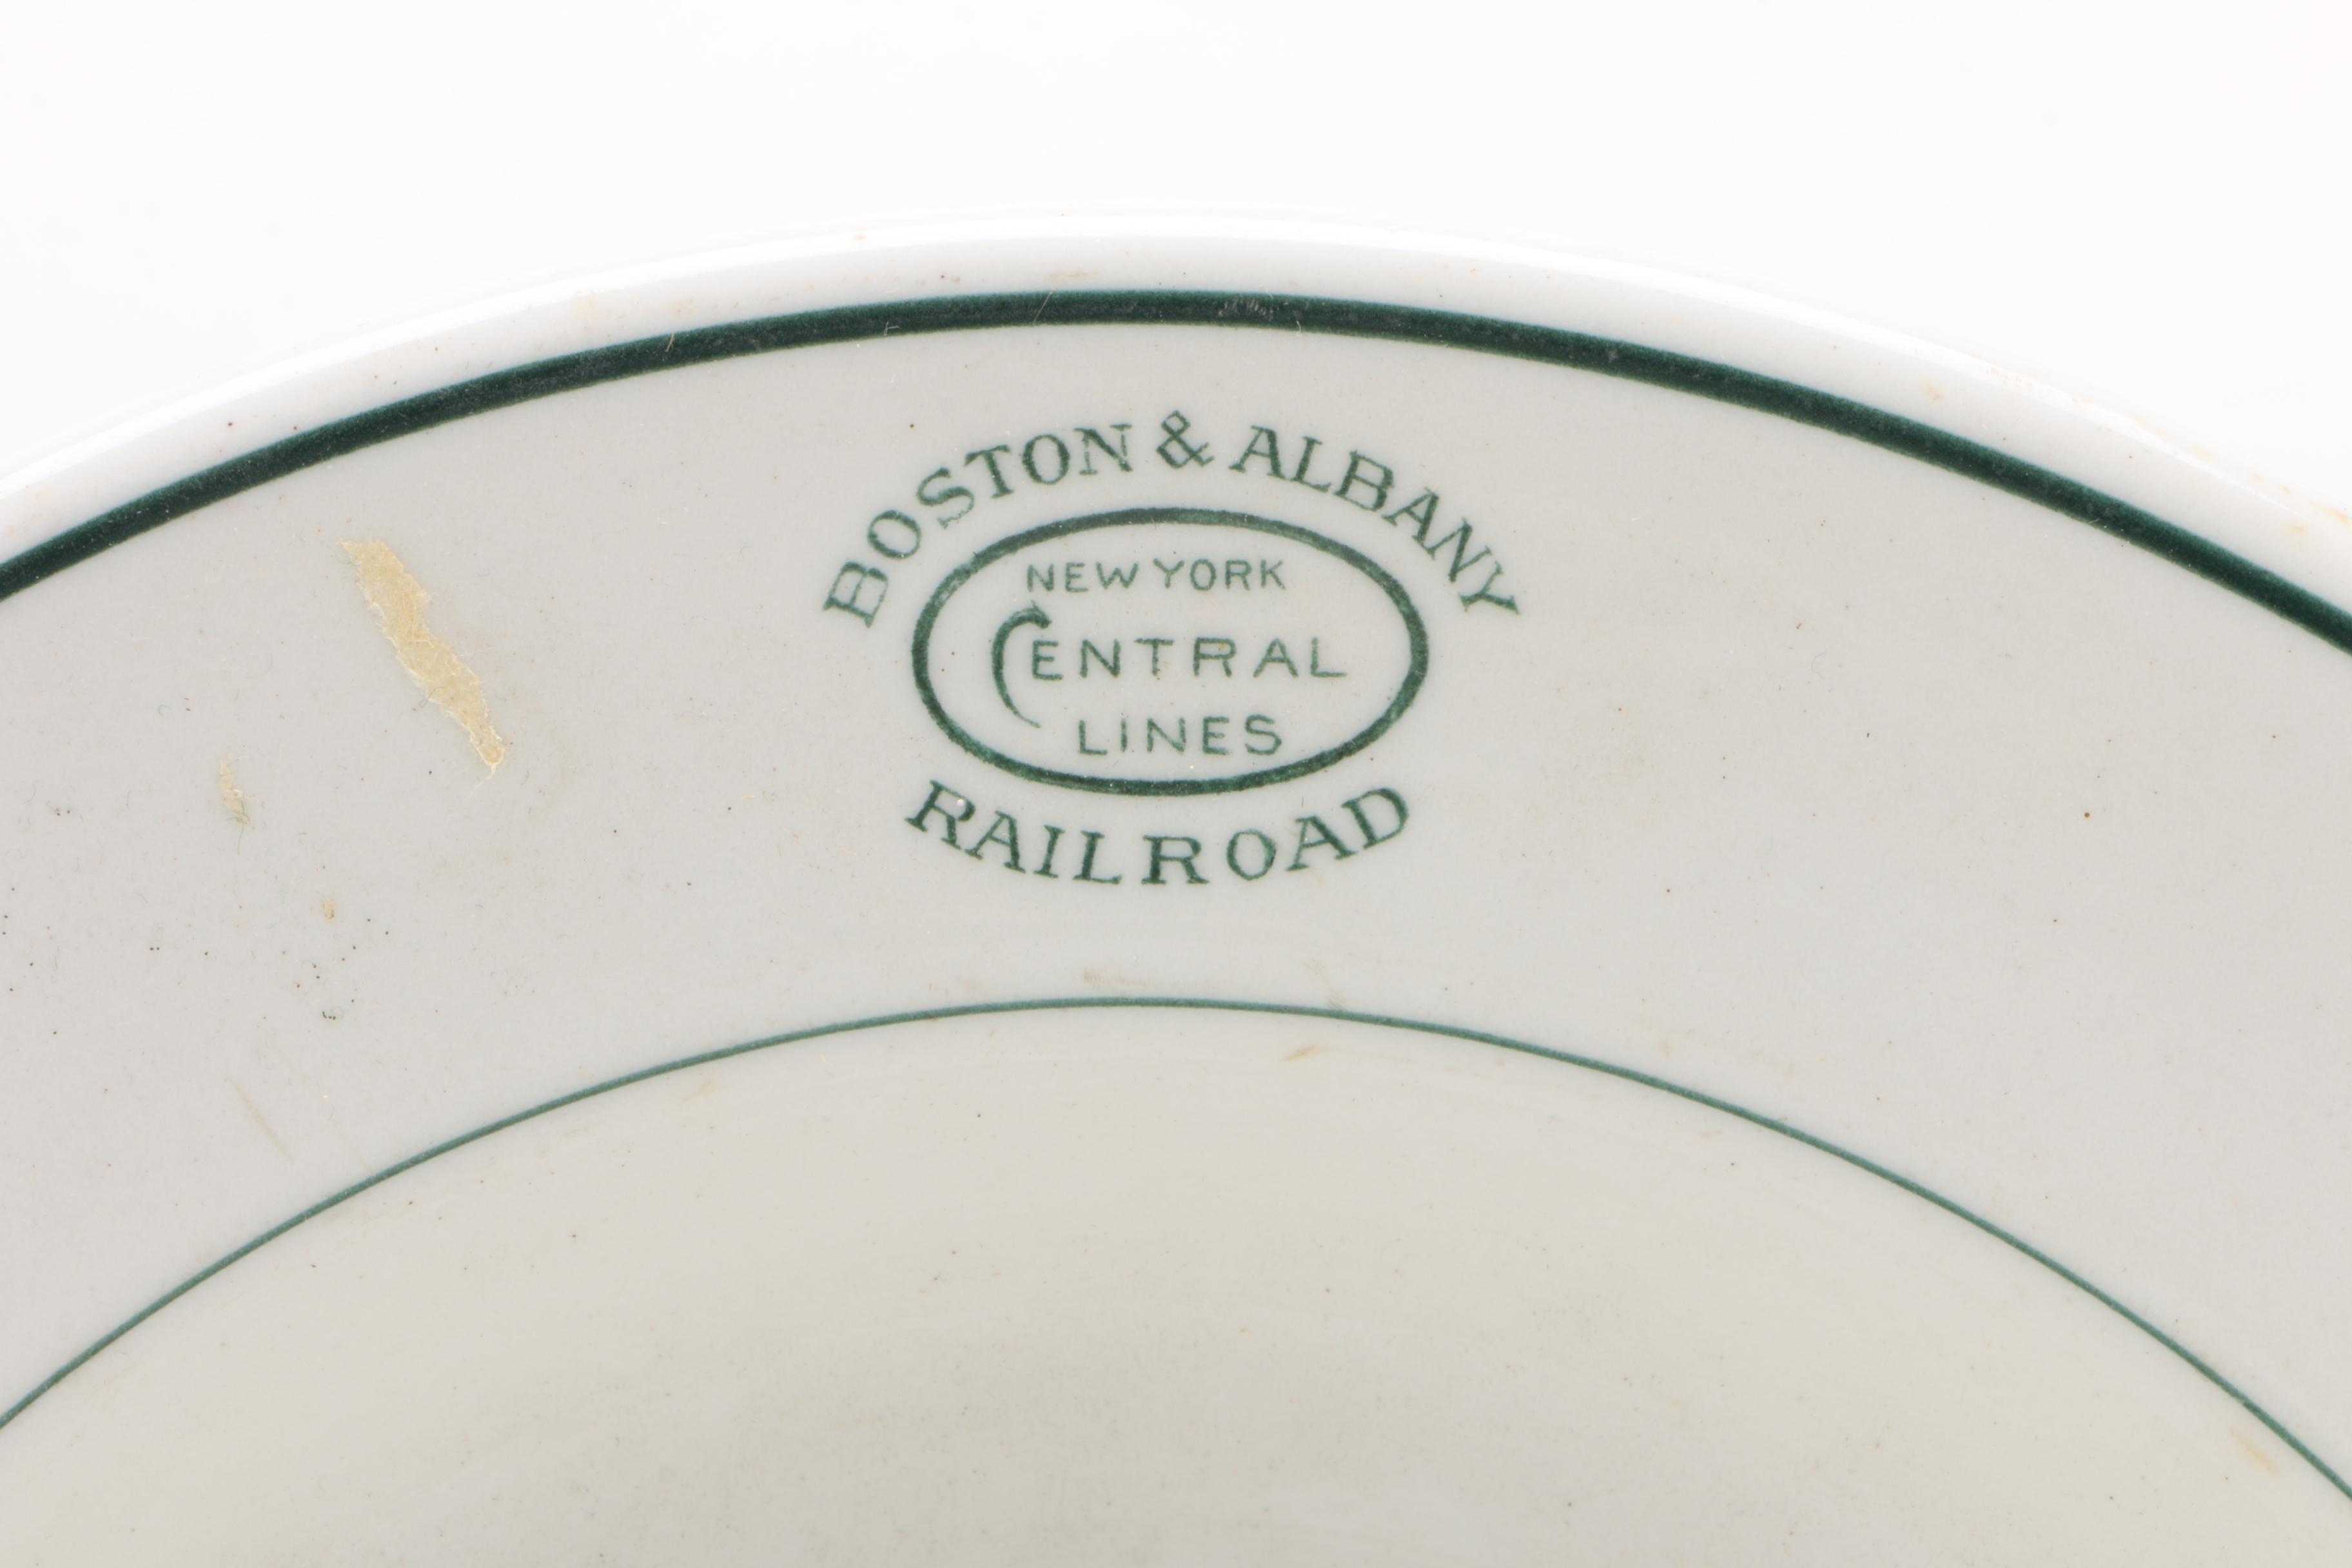 BOSTON & ALBANY
NEW YORK
CENTRAL
LINES
RAILROAD